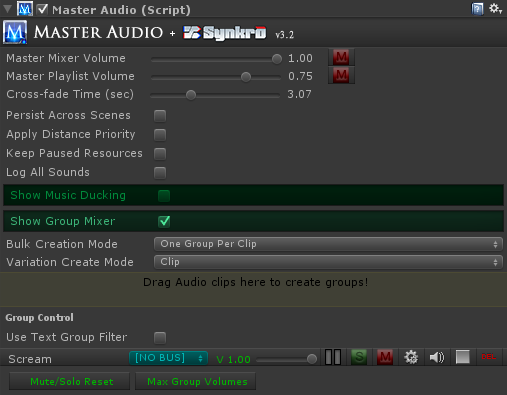 Master Audio (Script)
MASTER AUDIO + Synkro v3.2
Master Mixer Volume 1.00 M
Master Playlist Volume 0.75 M
Cross-fade Time (sec) 3.07
Persist Across Scenes
Apply Distance Priority
Keep Paused Resources
Log All Sounds
Show Music Ducking
Show Group Mixer
Bulk Creation Mode One Group Per Clip
Variation Create Mode Clip
Drag Audio clips here to create groups!
Group Control
Use Text Group Filter
Scream [NO BUS] V 1.00 S M
Mute/Solo Reset Max Group Volumes